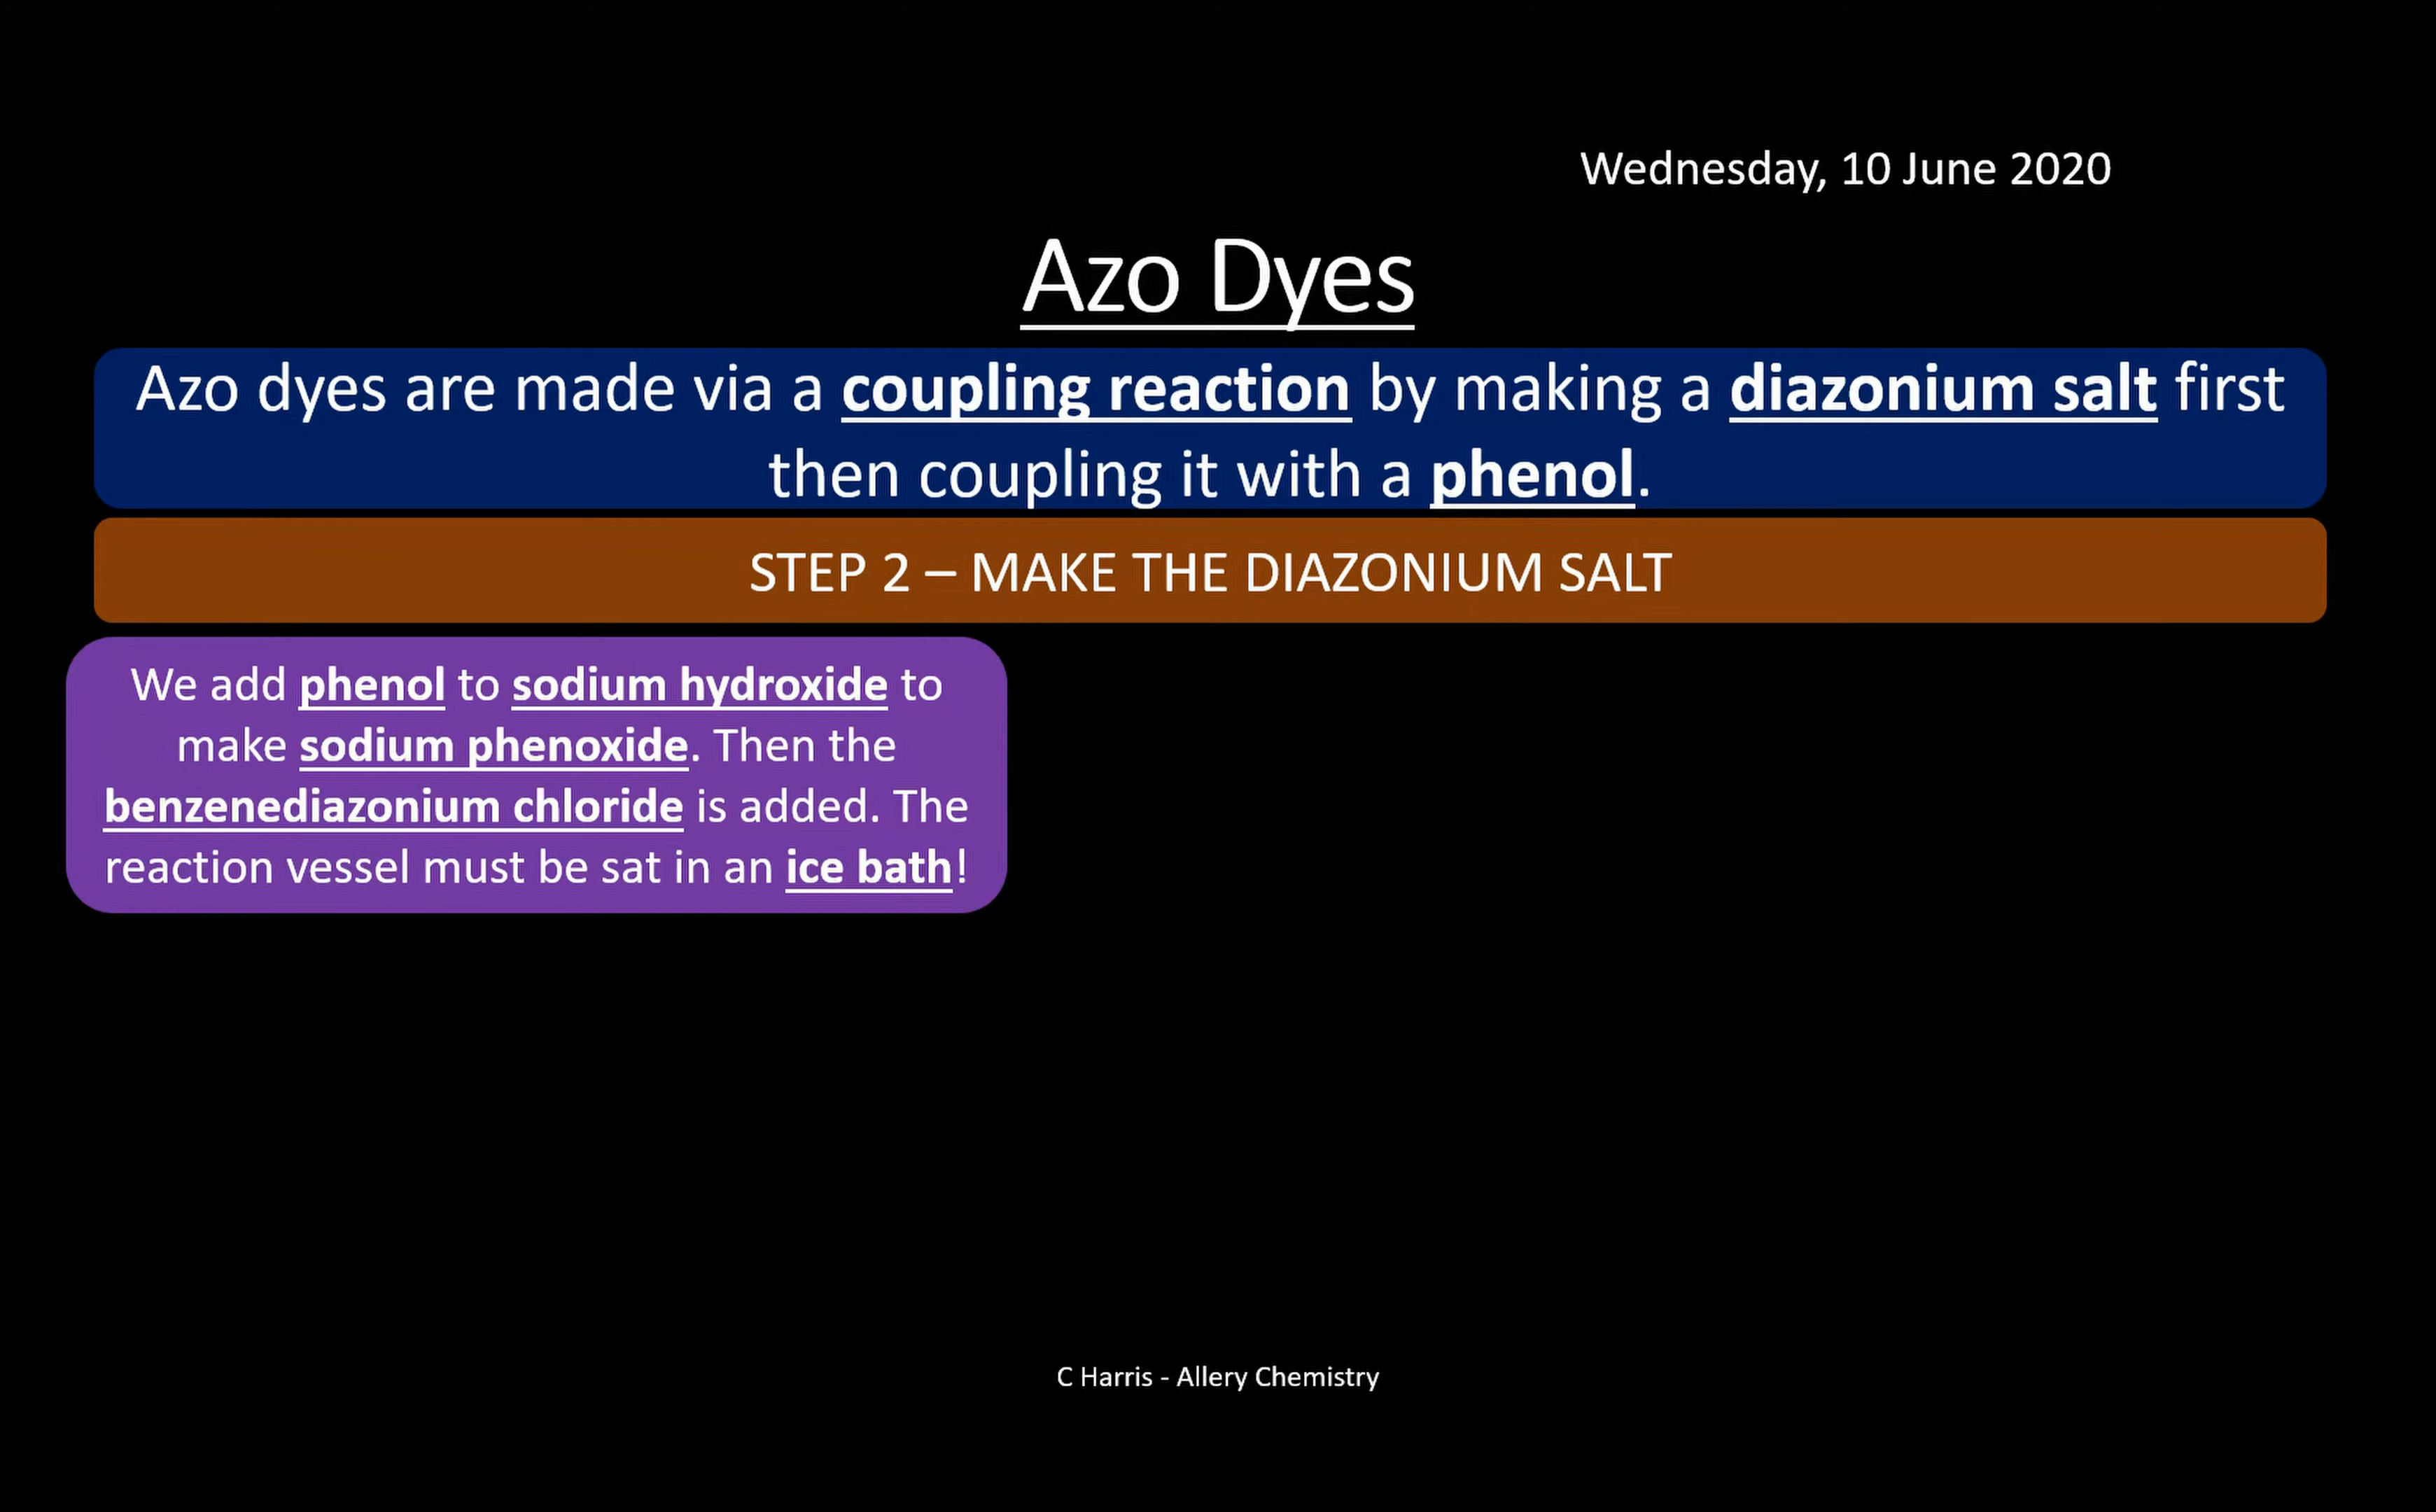 Wednesday, 10 June 2020
Azo Dyes
Azo dyes are made via a coupling reaction by making a diazonium salt first
then coupling it with a phenol.
STEP 2 – MAKE THE DIAZONIUM SALT
We add phenol to sodium hydroxide to
make sodium phenoxide. Then the
benzenediazonium chloride is added. The
reaction vessel must be sat in an ice bath!
C Harris - Allery Chemistry